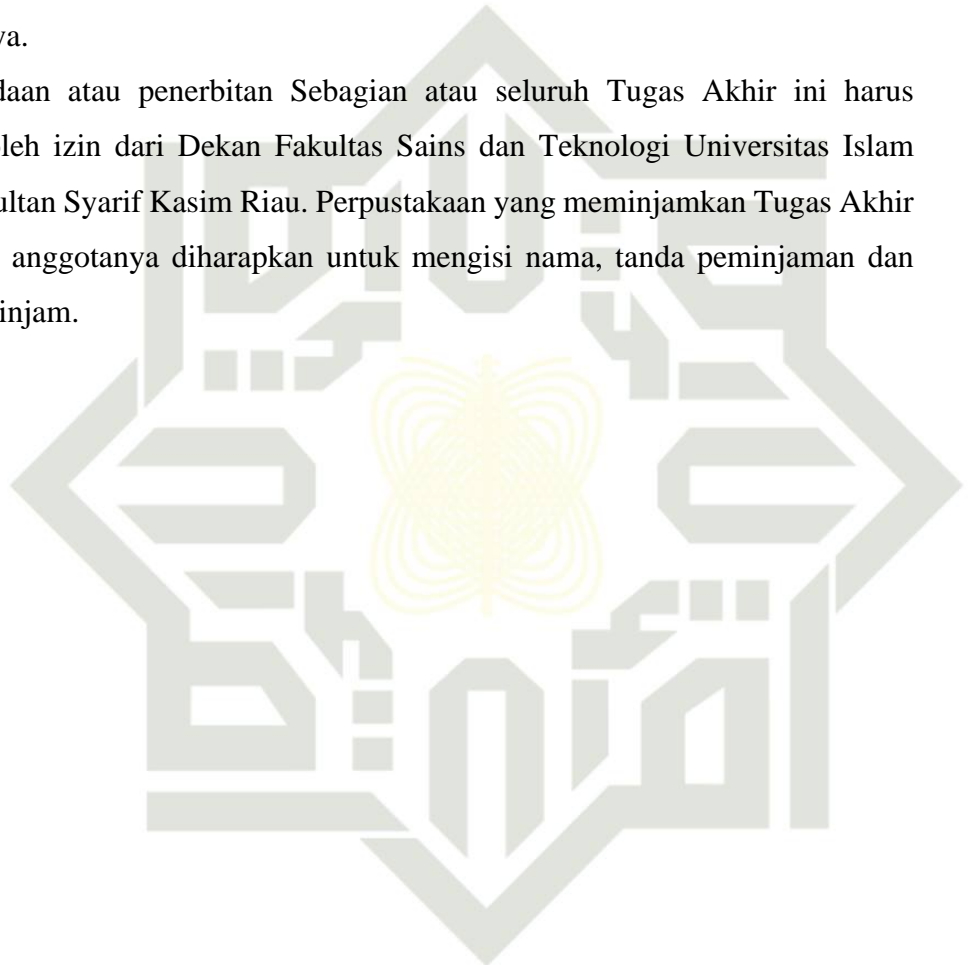 ya.
daan atau penerbitan Sebagian atau seluruh Tugas Akhir ini harus
oleh izin dari Dekan Fakultas Sains dan Teknologi Universitas Islam
ultan Syarif Kasim Riau. Perpustakaan yang meminjamkan Tugas Akhir
anggotanya diharapkan untuk mengisi nama, tanda peminjaman dan
injam.